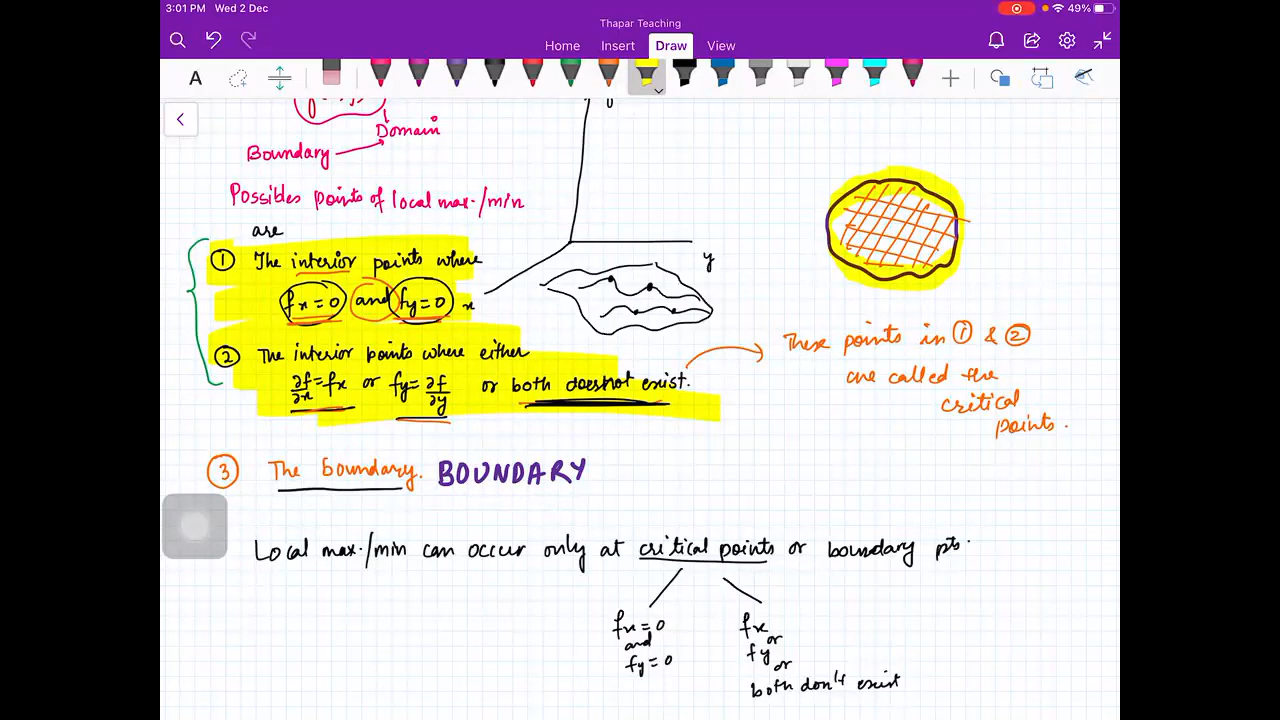 3:01 PM Wed 2 Dec
49%
Thapar Teaching
Home Insert Draw View
A
Domain
Boundary
Possibles points of local max./min
are
① The interior points where
fx = 0 and fy = 0
② The interior points where either
∂f/∂x = fx or fy = ∂f/∂y or both doesnot exist.
x
y
These points in ① & ②
are called the
critical
points.
③ The boundary. BOUNDARY
Local max./min can occur only at critical points or boundary pts.
fx = 0
and
fy = 0
fx
or
fy
or
both don't exist